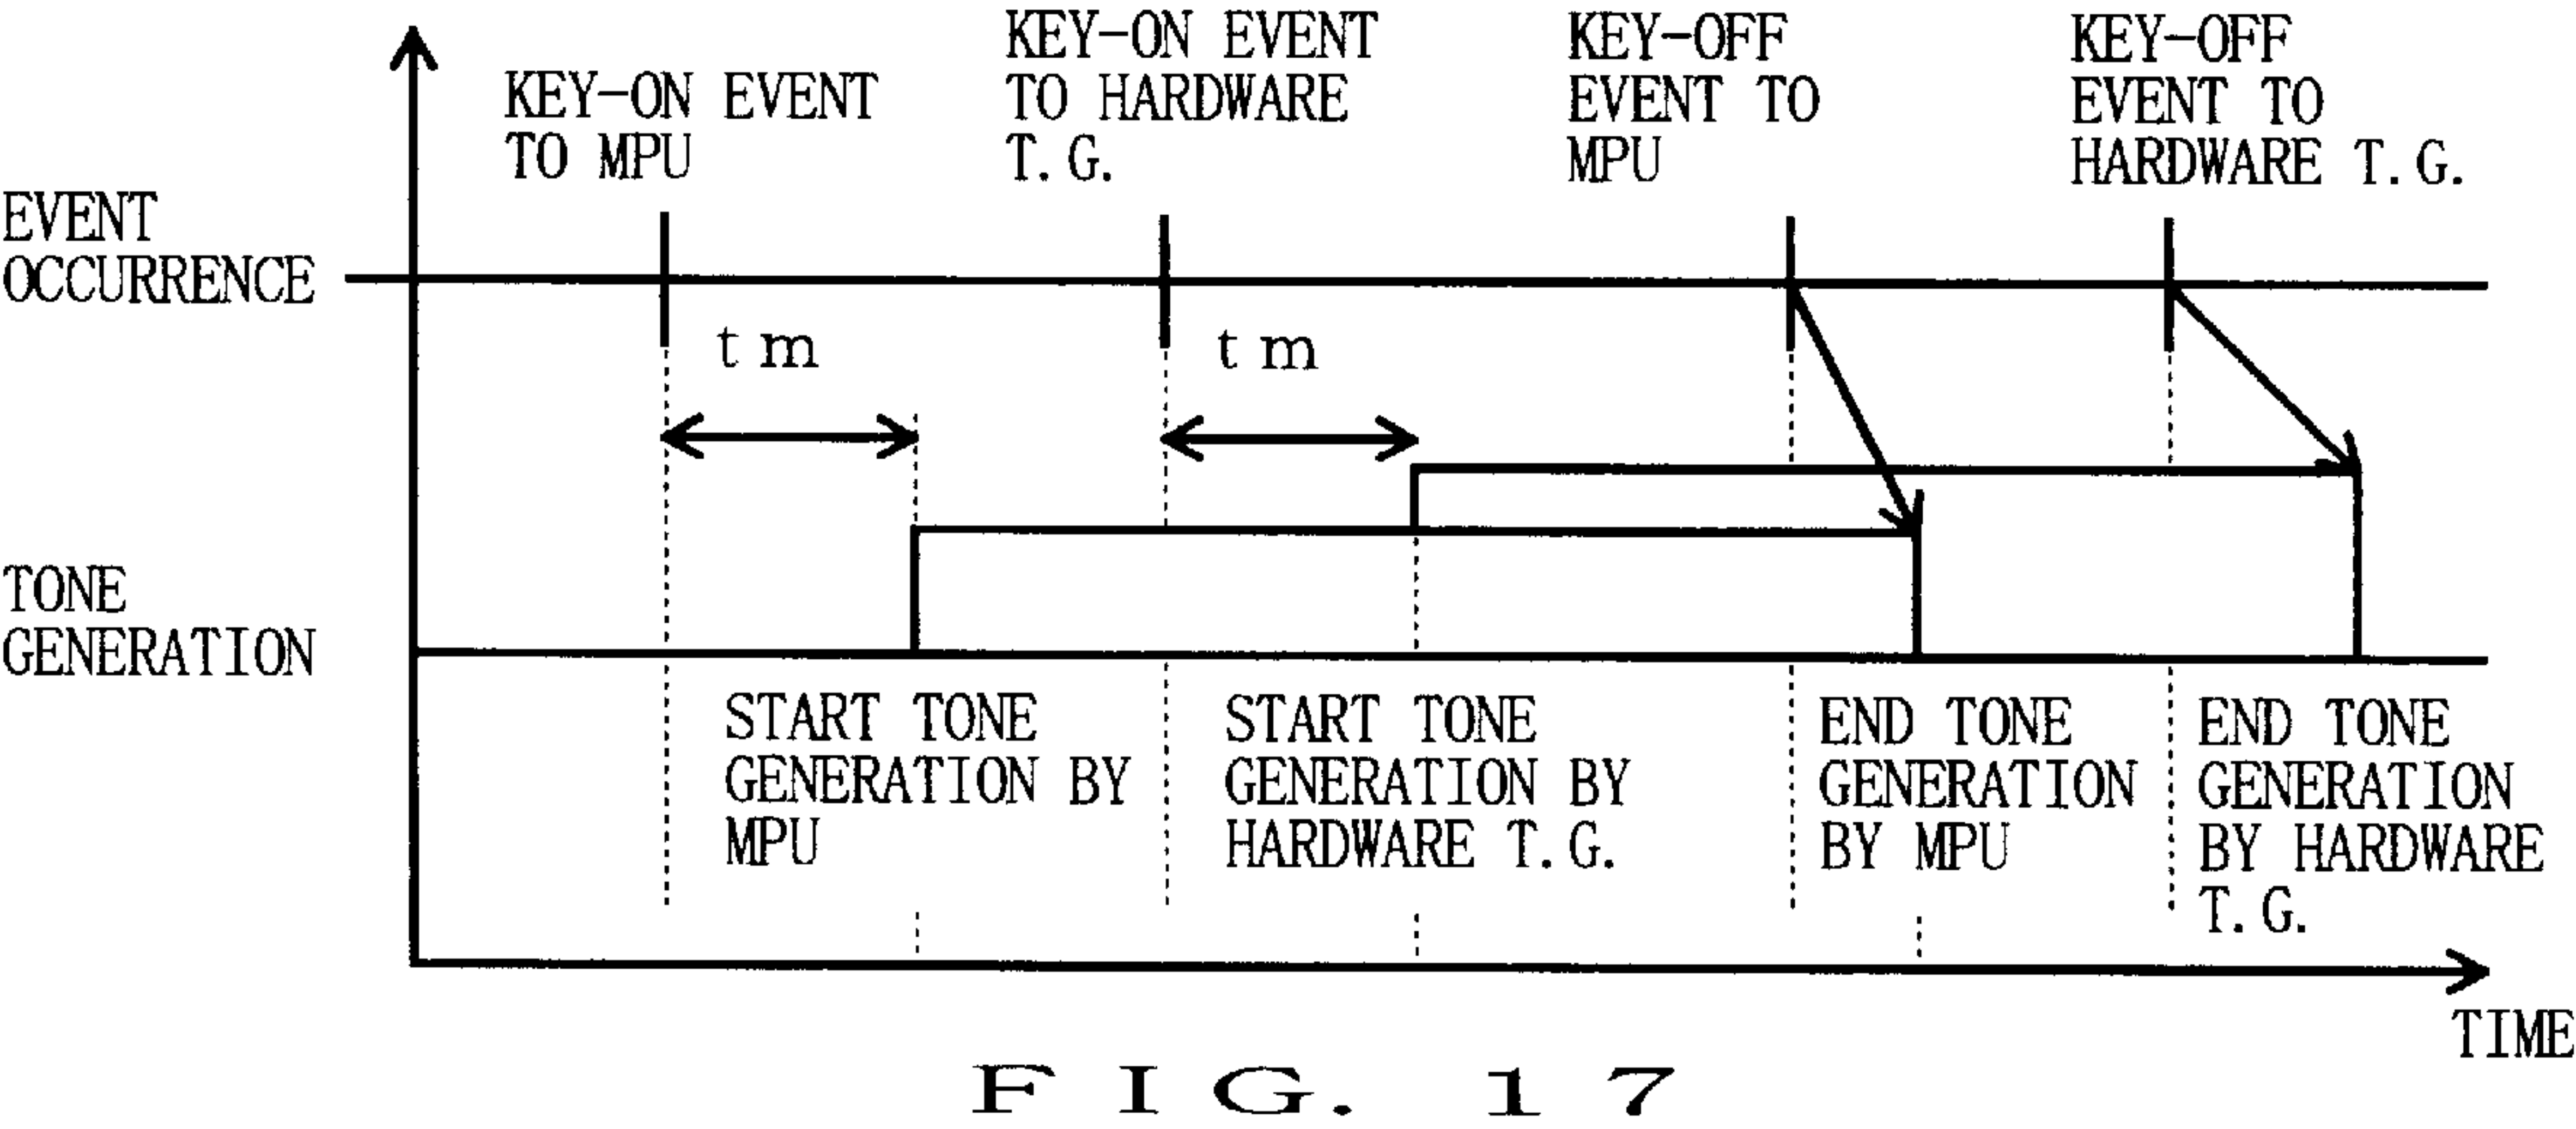 KEY-ON EVENT
TO MPU
KEY-ON EVENT
TO HARDWARE
T.G.
KEY-OFF
EVENT TO
MPU
KEY-OFF
EVENT TO
HARDWARE T.G.
EVENT
OCCURRENCE
tm
tm
TONE
GENERATION
START TONE
GENERATION BY
MPU
START TONE
GENERATION BY
HARDWARE T.G.
END TONE
GENERATION
BY MPU
END TONE
GENERATION
BY HARDWARE
T.G.
TIME
FIG. 17